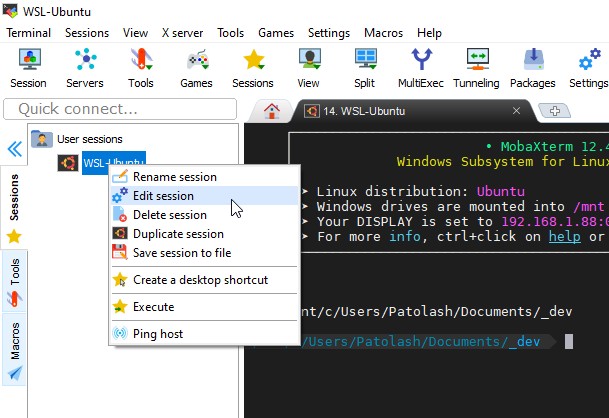 WSL-Ubuntu
Terminal Sessions View X server Tools Games Settings Macros Help
Session Servers Tools Games Sessions View Split MultiExec Tunneling Packages Settings
Quick connect...
14. WSL-Ubuntu
User sessions
WSL-Ubuntu
Rename session
Edit session
Delete session
Duplicate session
Save session to file
Create a desktop shortcut
Execute
Ping host
Sessions
Tools
Macros
• MobaXterm 12.4
Windows Subsystem for Linux
➤ Linux distribution: Ubuntu
➤ Windows drives are mounted into /mnt
➤ Your DISPLAY is set to 192.168.1.88:0
➤ For more info, ctrl+click on help or
nt/c/Users/Patolash/Documents/_dev
/Users/Patolash/Documents/_dev